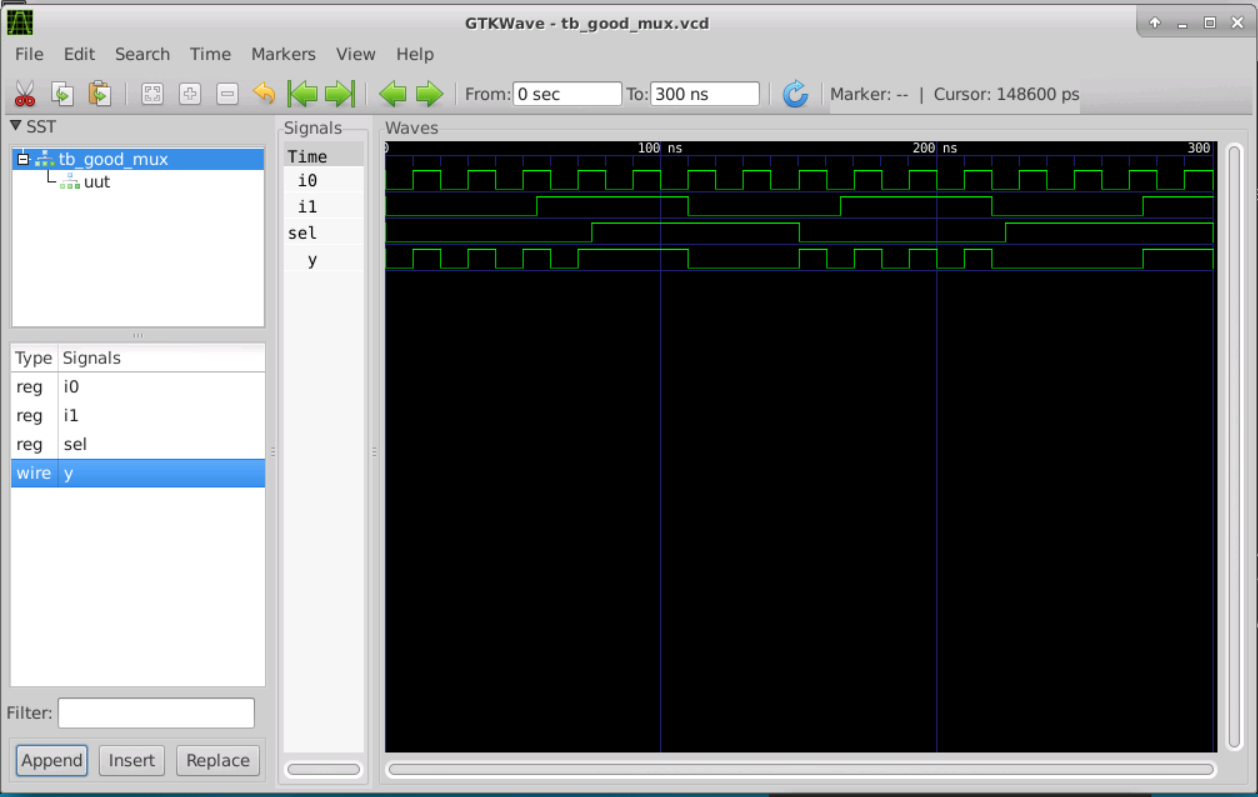 GTKWave - tb_good_mux.vcd
File Edit Search Time Markers View Help
From: 0 sec To: 300 ns Marker: -- | Cursor: 148600 ps
SST
tb_good_mux
uut
Type Signals
reg i0
reg i1
reg sel
wire y
Filter:
Append Insert Replace
Signals
Time
i0
i1
sel
y
Waves
0 100 ns 200 ns 300